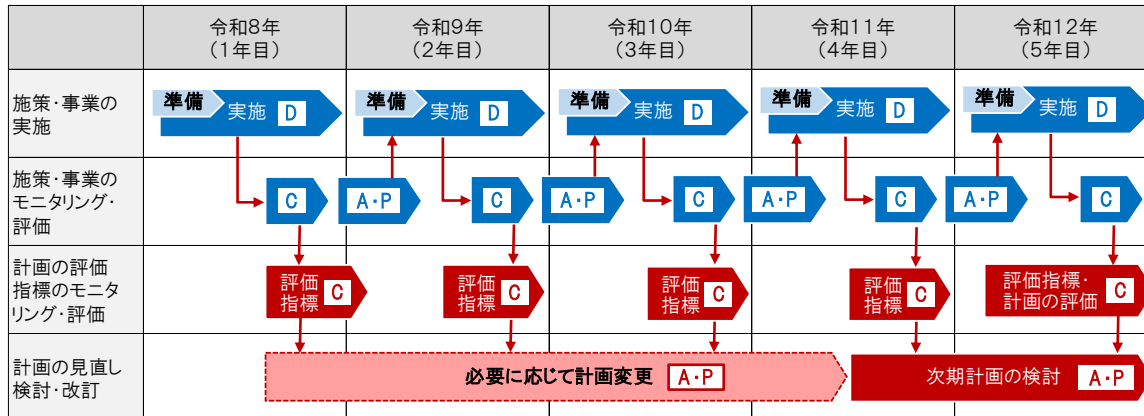 令和8年
（1年目）
令和9年
（2年目）
令和10年
（3年目）
令和11年
（4年目）
令和12年
（5年目）
施策・事業の
実施
準備
実施 D
準備
実施 D
準備
実施 D
準備
実施 D
準備
実施 D
施策・事業の
モニタリング・
評価
C
A・P
C
A・P
C
A・P
C
A・P
C
計画の評価
指標のモニタ
リング・評価
評価
指標 C
評価
指標 C
評価
指標 C
評価
指標 C
評価指標・
計画の評価 C
計画の見直し
検討・改訂
必要に応じて計画変更 A・P
次期計画の検討 A・P